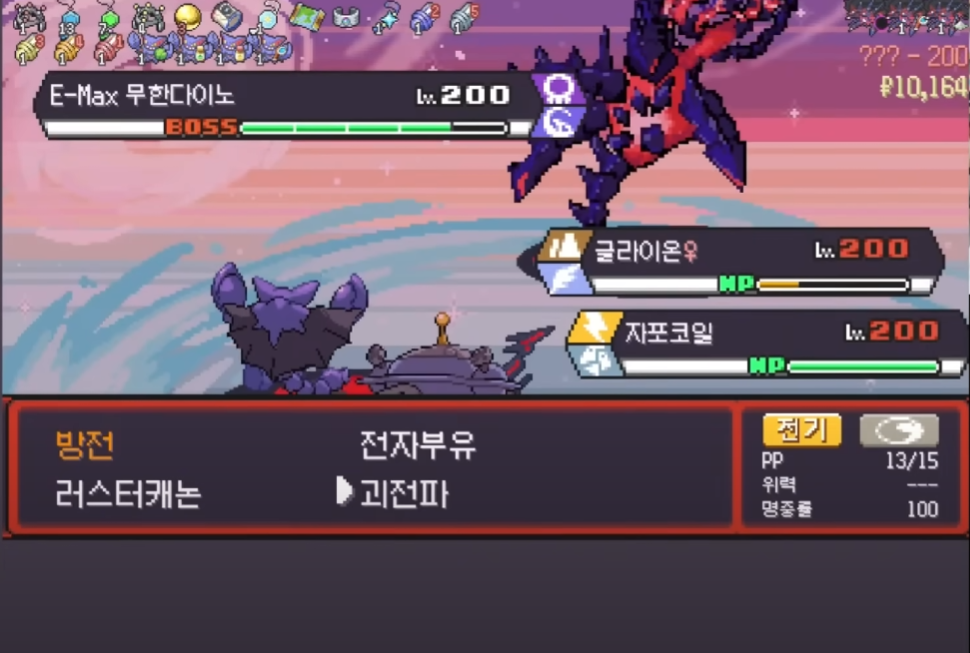 ??? - 200
₽10,164
E-Max 무한다이노 Lv.200
BOSS
글라이온♀ Lv.200
HP
자포코일 Lv.200
HP
방전 전자부유
러스터캐논 ▶괴전파
전기
PP 13/15
위력 ---
명중률 100